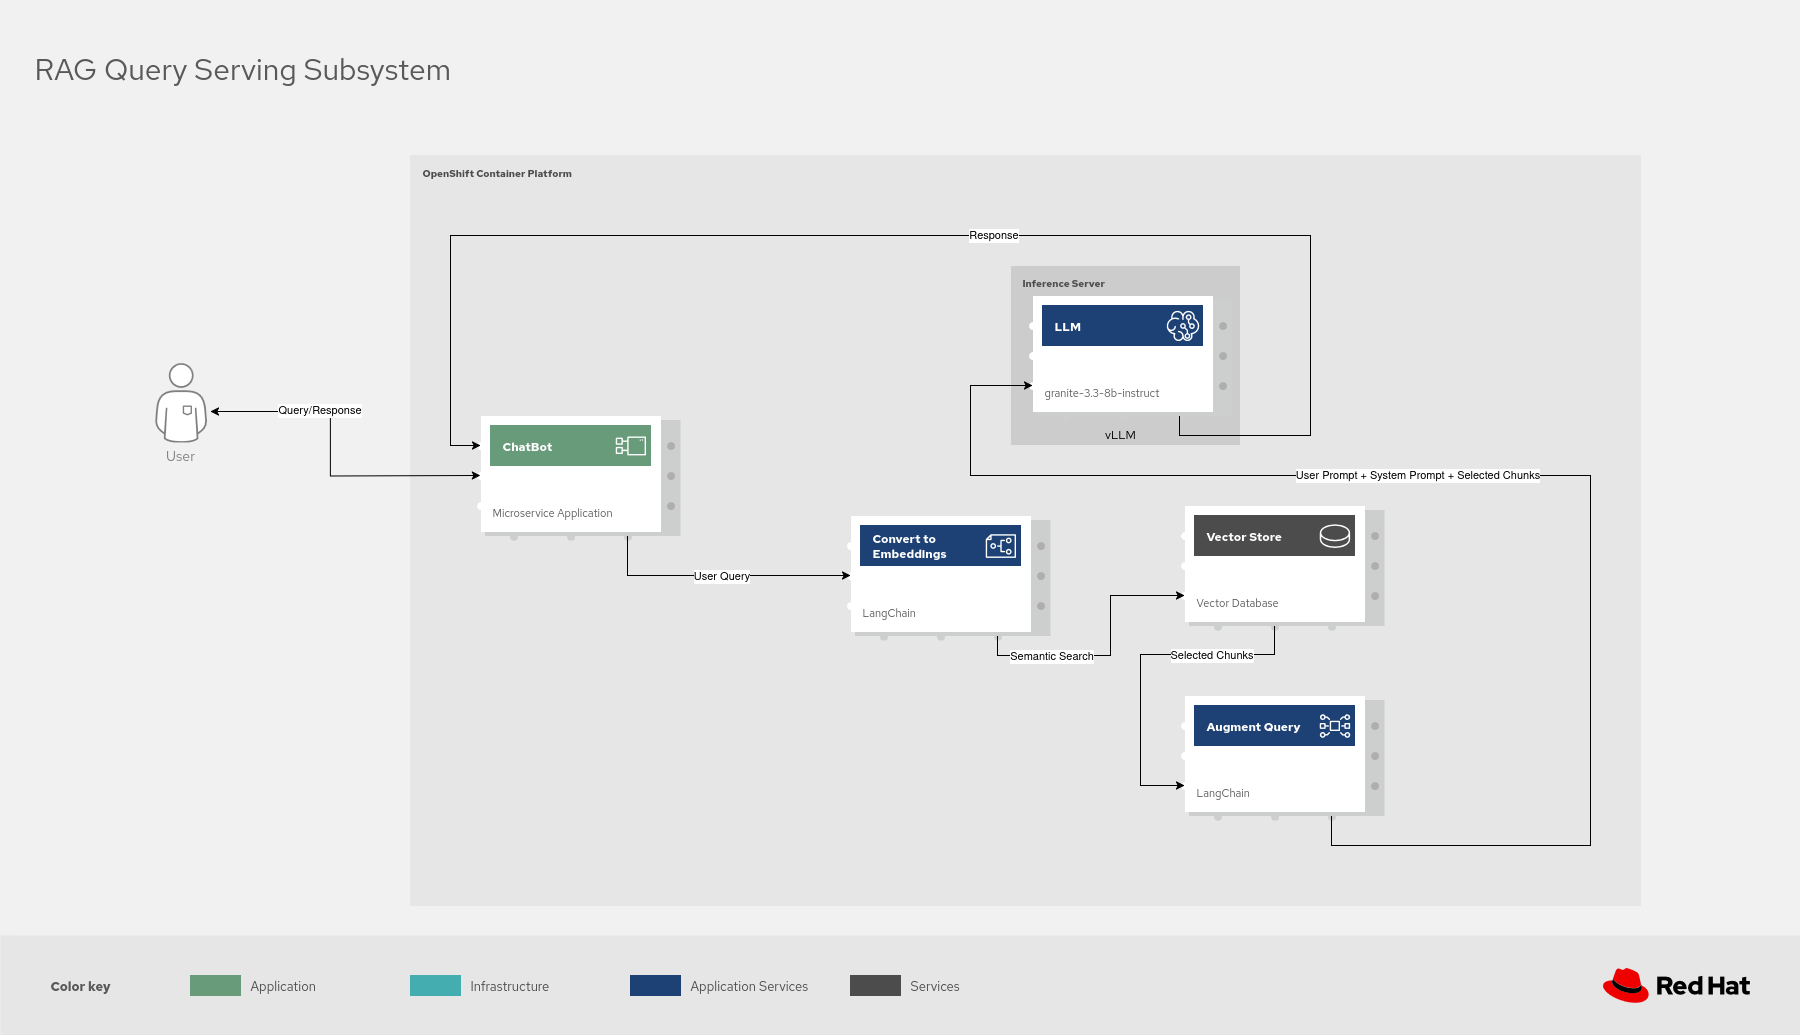 RAG Query Serving Subsystem
OpenShift Container Platform
Response
Inference Server
LLM
granite-3.3-8b-instruct
vLLM
Query/Response
User
ChatBot
Microservice Application
User Prompt + System Prompt + Selected Chunks
Convert to
Embeddings
LangChain
User Query
Vector Store
Vector Database
Semantic Search
Selected Chunks
Augment Query
LangChain
Color key
Application
Infrastructure
Application Services
Services
Red Hat